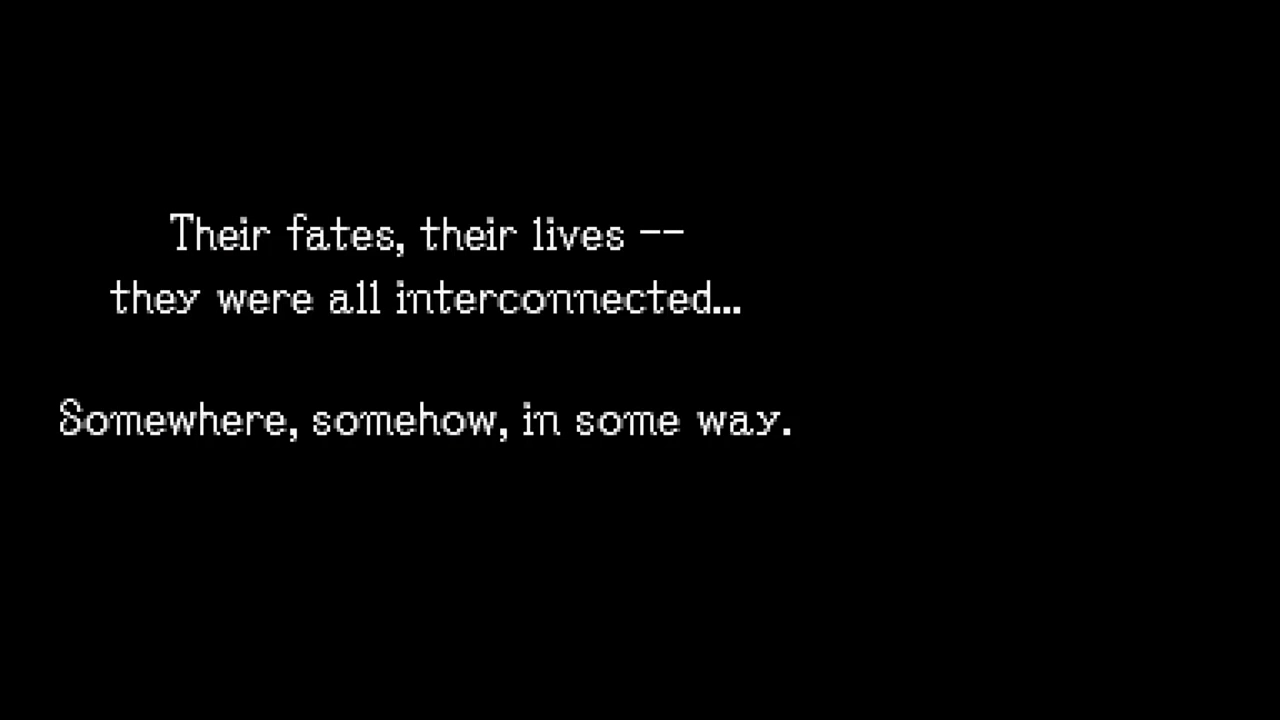 Their fates, their lives --
they were all interconnected...
Somewhere, somehow, in some way.